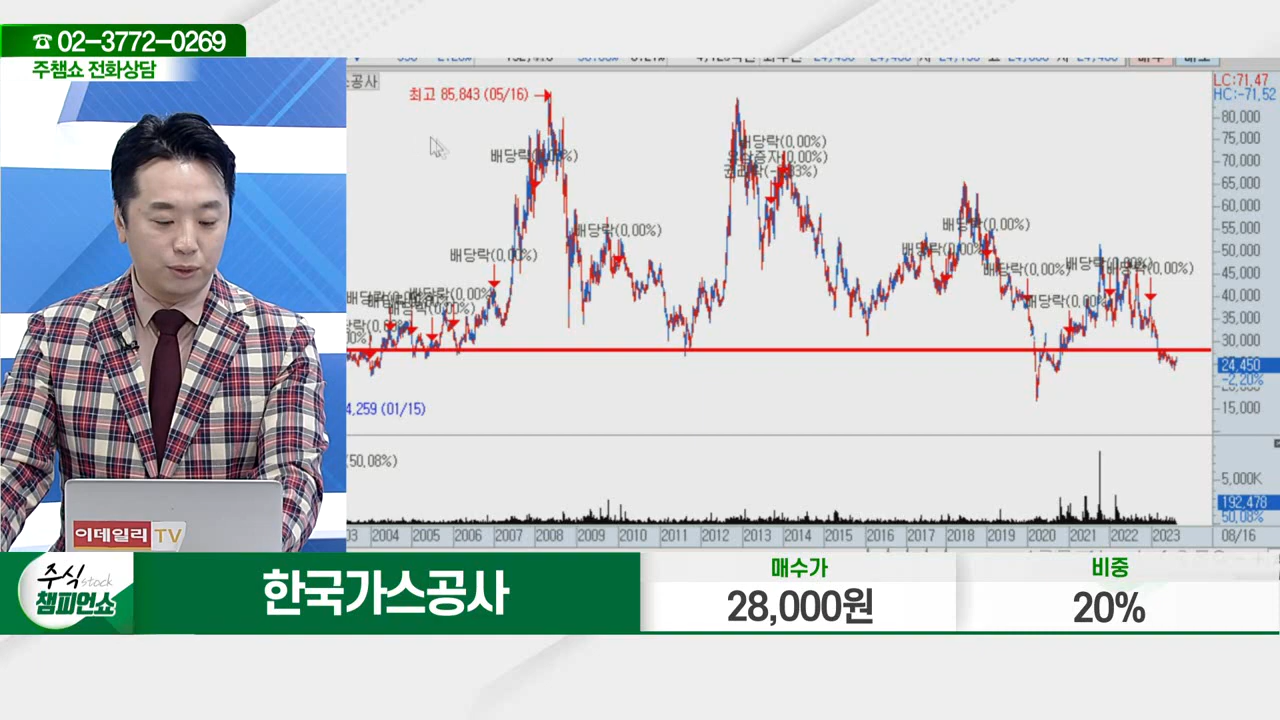 ☎ 02-3772-0269
주챔쇼 전화상담
스공사
최고 85,843 (05/16) →
LC:71,47
HC:-71,52
80,000
75,000
70,000
65,000
60,000
55,000
50,000
45,000
40,000
35,000
30,000
24,450
-2,20%
15,000
배당락(0,00%)
배당락(0,00%)
유상증자(0,00%)
배당락(0,00%)
배당락(0,00%)
배당락(0,00%)
배당락(0,00%)
배당락(0,00%)
배당락(0,00%)
배당락(0,00%)
배당락(0,00%)
4,259 (01/15)
(50,08%)
5,000K
192,478
50,08%
03 2004 2005 2006 2007 2008 2009 2010 2011 2012 2013 2014 2015 2016 2017 2018 2019 2020 2021 2022 2023 08/16
이데일리 TV
주식 stock
챔피언쇼
한국가스공사
매수가
28,000원
비중
20%